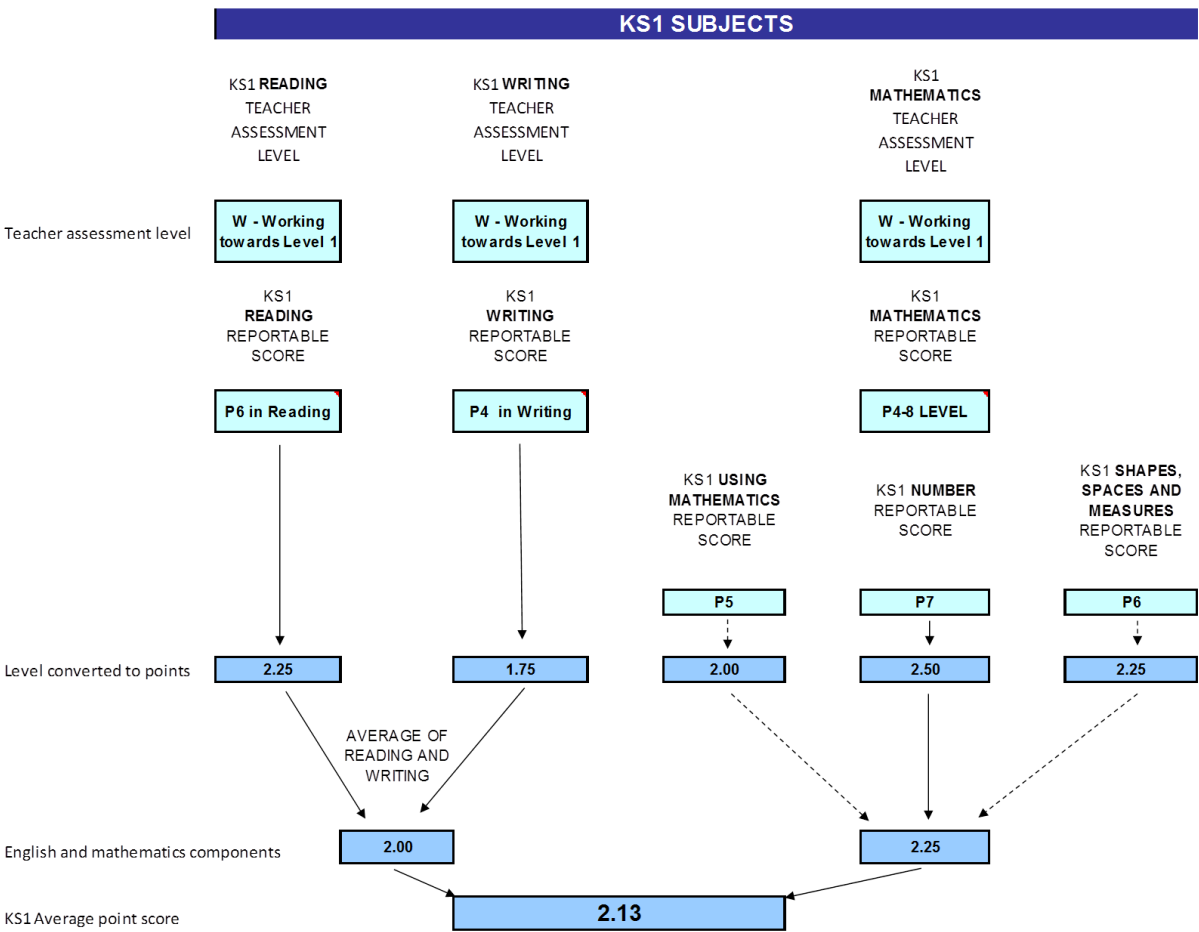 KS1 SUBJECTS
KS1 READING
TEACHER
ASSESSMENT
LEVEL
KS1 WRITING
TEACHER
ASSESSMENT
LEVEL
KS1
MATHEMATICS
TEACHER
ASSESSMENT
LEVEL
Teacher assessment level
W - Working
towards Level 1
W - Working
towards Level 1
W - Working
towards Level 1
KS1
READING
REPORTABLE
SCORE
KS1
WRITING
REPORTABLE
SCORE
KS1
MATHEMATICS
REPORTABLE
SCORE
P6 in Reading
P4 in Writing
P4-8 LEVEL
KS1 USING
MATHEMATICS
REPORTABLE
SCORE
KS1 NUMBER
REPORTABLE
SCORE
KS1 SHAPES,
SPACES AND
MEASURES
REPORTABLE
SCORE
P5
P7
P6
Level converted to points
2.25
1.75
2.00
2.50
2.25
AVERAGE OF
READING AND
WRITING
English and mathematics components
2.00
2.25
KS1 Average point score
2.13